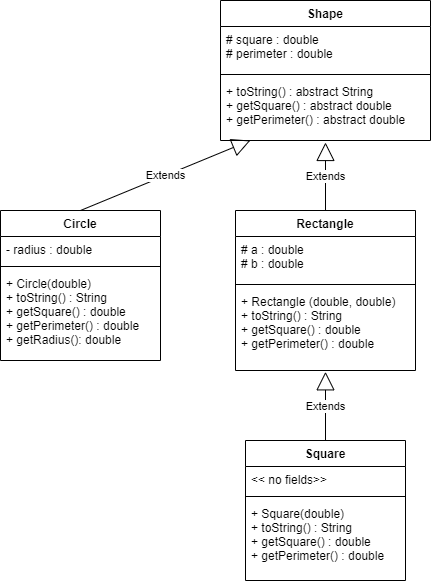 Shape
# square : double
# perimeter : double
+ toString() : abstract String
+ getSquare() : abstract double
+ getPerimeter() : abstract double
Extends
Extends
Circle
- radius : double
+ Circle(double)
+ toString() : String
+ getSquare() : double
+ getPerimeter() : double
+ getRadius(): double
Rectangle
# a : double
# b : double
+ Rectangle (double, double)
+ toString() : String
+ getSquare() : double
+ getPerimeter() : double
Extends
Square
<< no fields>>
+ Square(double)
+ toString() : String
+ getSquare() : double
+ getPerimeter() : double